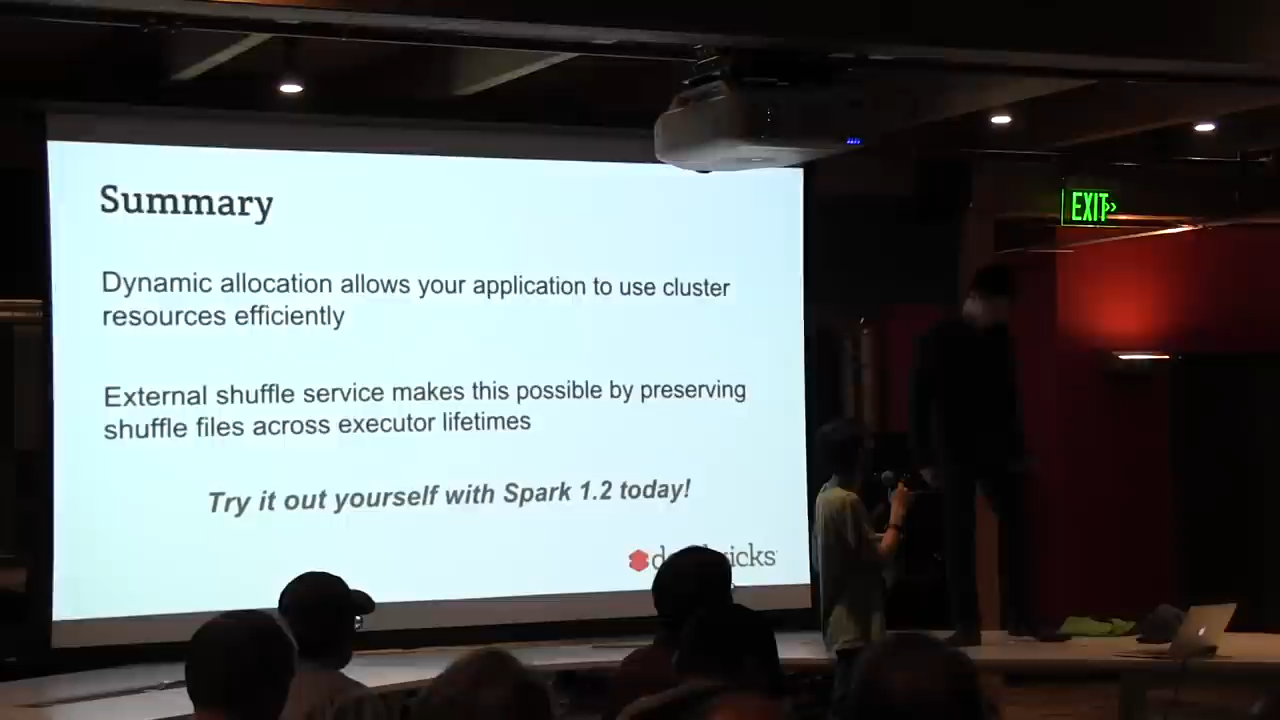 Summary
Dynamic allocation allows your application to use cluster
resources efficiently
External shuffle service makes this possible by preserving
shuffle files across executor lifetimes
Try it out yourself with Spark 1.2 today!
EXIT